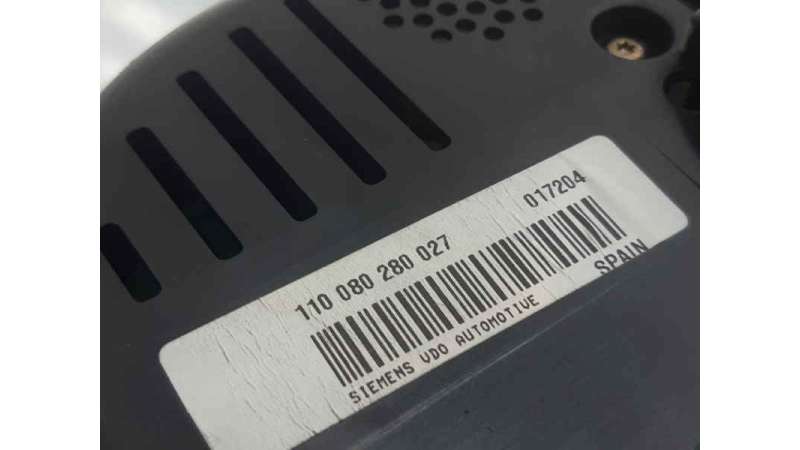 110 080 280 027 017204
SIEMENS VDO AUTOMOTIVE SPAIN